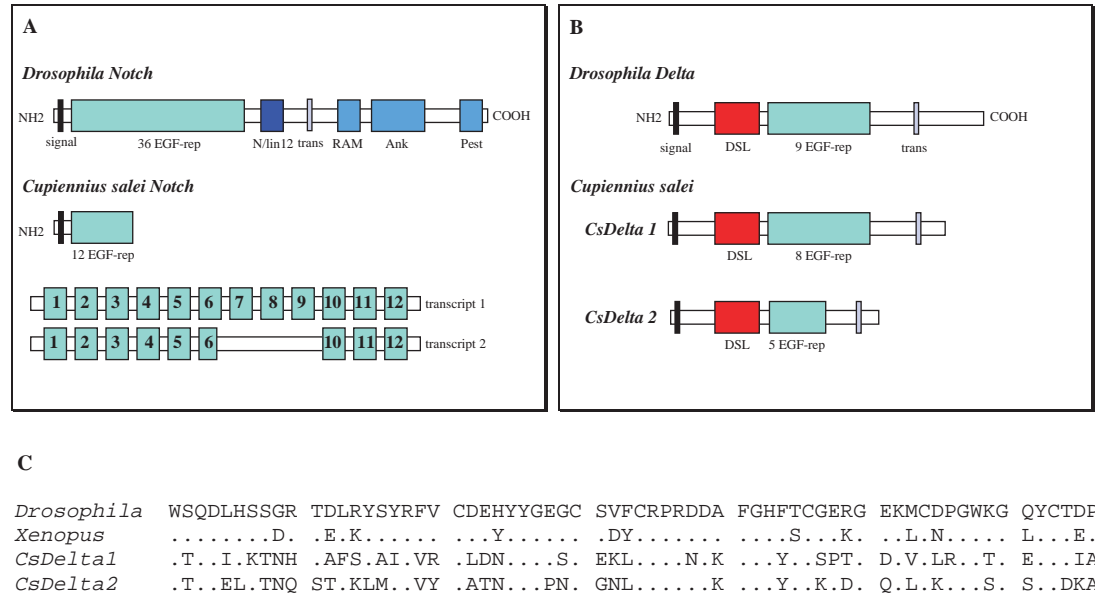 A
Drosophila Notch
NH2 COOH
signal 36 EGF-rep N/lin12 trans RAM Ank Pest
Cupiennius salei Notch
NH2
12 EGF-rep
1 2 3 4 5 6 7 8 9 10 11 12 transcript 1
1 2 3 4 5 6 10 11 12 transcript 2
B
Drosophila Delta
NH2 COOH
signal DSL 9 EGF-rep trans
Cupiennius salei
CsDelta 1
DSL 8 EGF-rep
CsDelta 2
DSL 5 EGF-rep
C
Drosophila WSQDLHSSGR TDLRYSYRFV CDEHYYGEGC SVFCRPRDDA FGHFTCGERG EKMCDPGWKG QYCTDP
Xenopus ........D. .E.K...... ...Y...... .DY....... ....S...K. ..L.N..... L...E.
CsDelta1 .T..I.KTNH .AFS.AI.VR .LDN....S. EKL....N.K ...Y..SPT. D.V.LR..T. E...IA
CsDelta2 .T..EL.TNQ ST.KLM..VY .ATN...PN. GNL......K ...Y..K.D. Q.L.K...S. S..DKA